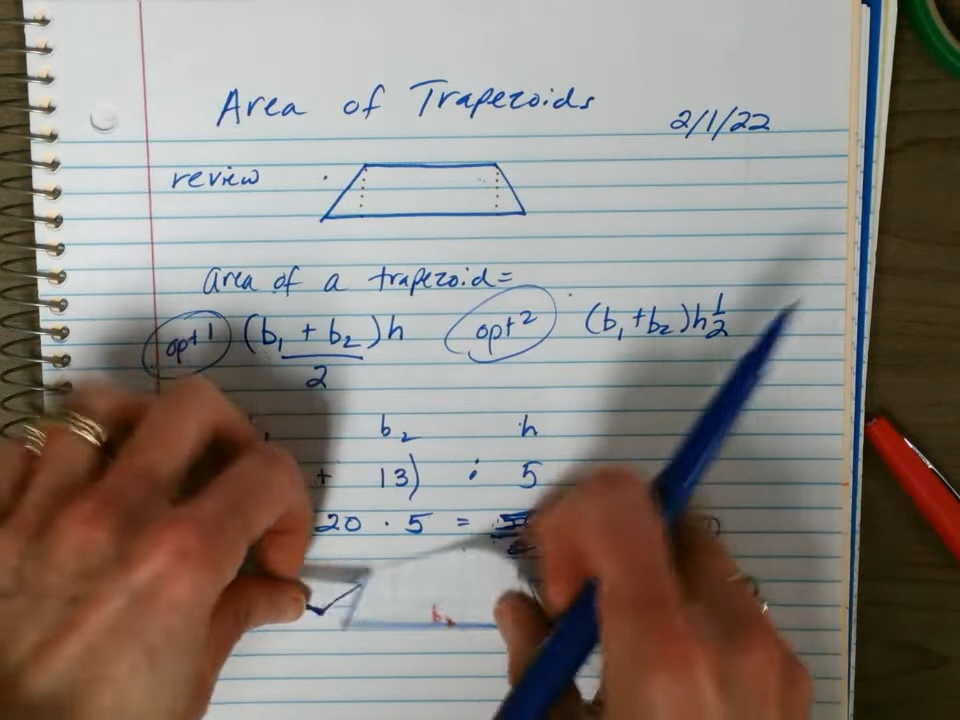 Area of Trapezoids
2/1/22
review
area of a trapezoid=
opt 1 (b₁ + b₂)h / 2 opt 2 (b₁+b₂)h½
b₂ h
+ 13) · 5
20 · 5 =
b